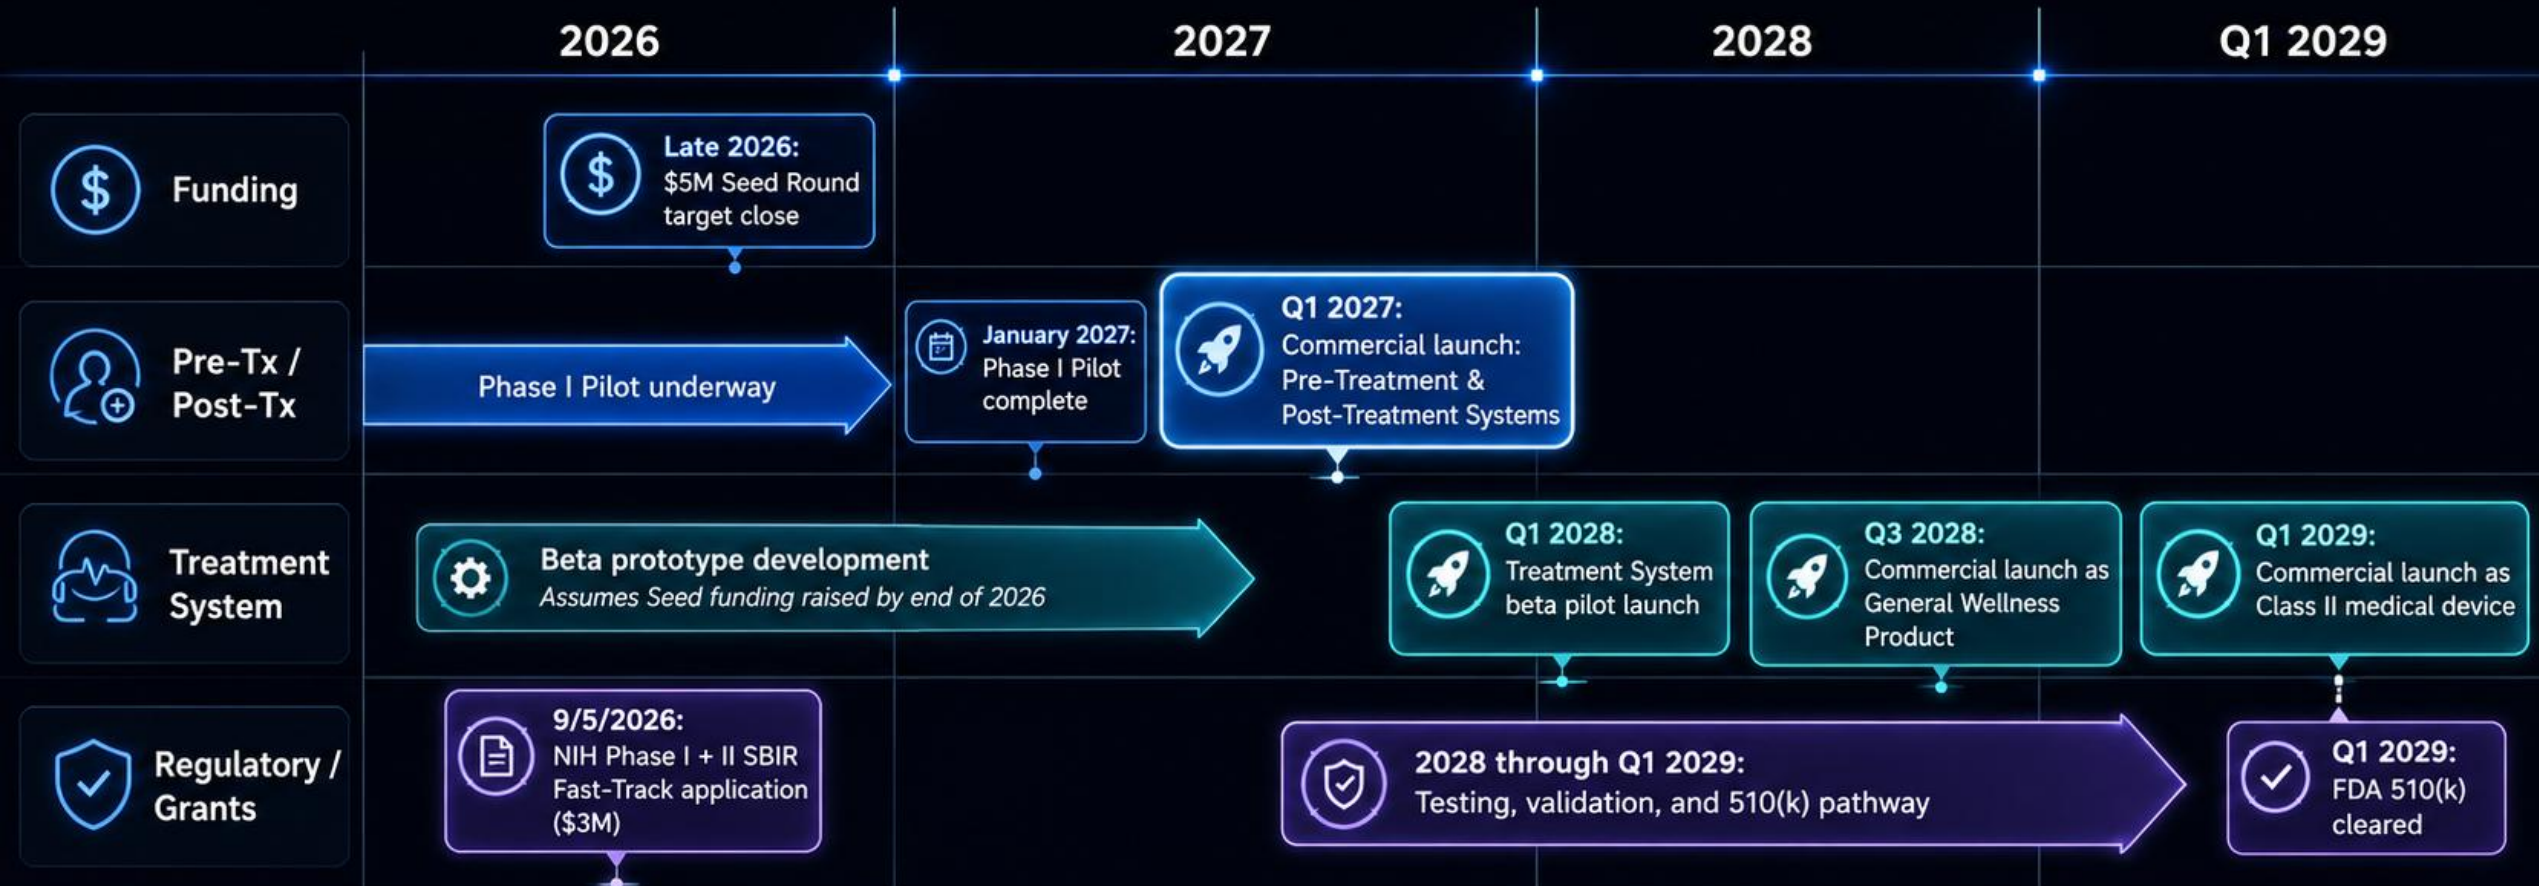 2026
2027
2028
Q1 2029
$
Funding
$
Late 2026:
$5M Seed Round
target close
Pre-Tx /
Post-Tx
Phase I Pilot underway
January 2027:
Phase I Pilot
complete
Q1 2027:
Commercial launch:
Pre-Treatment &
Post-Treatment Systems
Treatment
System
Beta prototype development
Assumes Seed funding raised by end of 2026
Q1 2028:
Treatment System
beta pilot launch
Q3 2028:
Commercial launch as
General Wellness
Product
Q1 2029:
Commercial launch as
Class II medical device
Regulatory /
Grants
9/5/2026:
NIH Phase I + II SBIR
Fast-Track application
($3M)
2028 through Q1 2029:
Testing, validation, and 510(k) pathway
Q1 2029:
FDA 510(k)
cleared